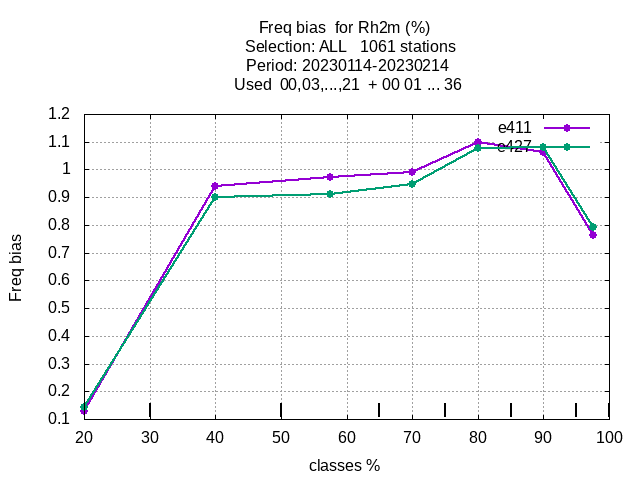 Freq bias  for Rh2m (%)
Selection: ALL   1061 stations
Period: 20230114-20230214
Used  00,03,...,21  + 00 01 ... 36
1.2
1.1
1
0.9
0.8
0.7
0.6
0.5
0.4
0.3
0.2
0.1
Freq bias
e411
e427
20 30 40 50 60 70 80 90 100
classes %